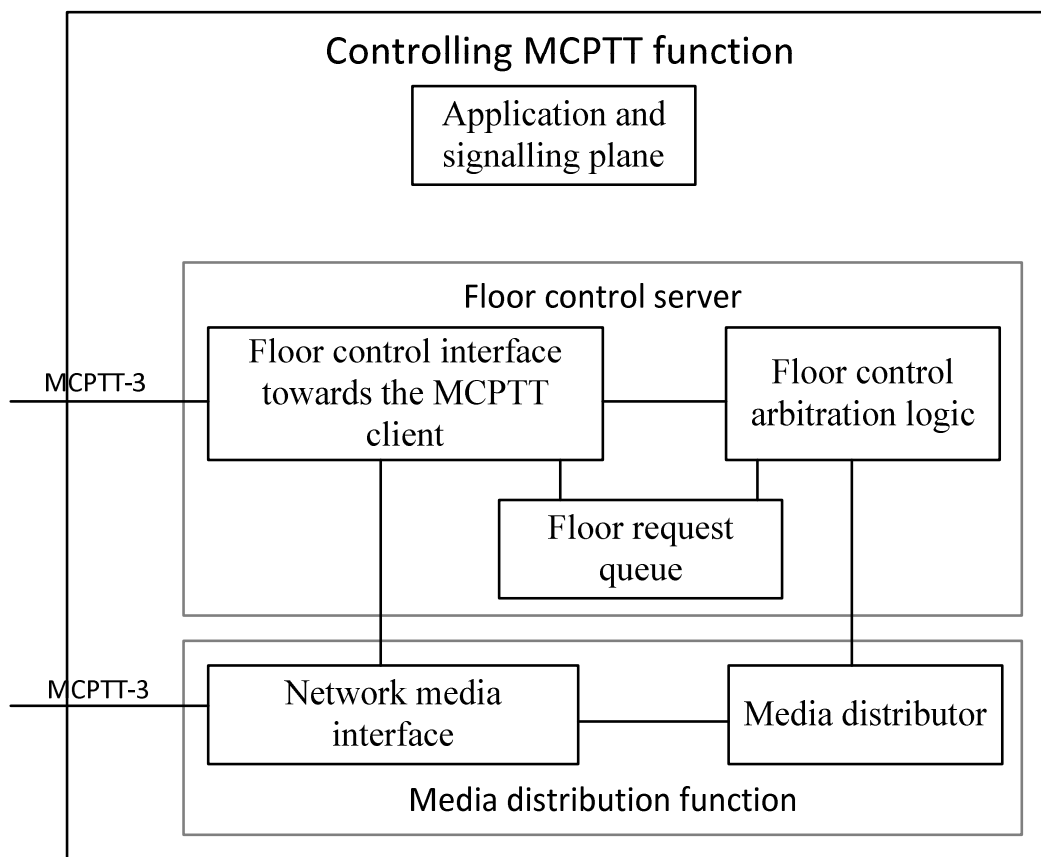 Controlling MCPTT function
Application and
signalling plane
Floor control server
MCPTT-3
Floor control interface
towards the MCPTT
client
Floor control
arbitration logic
Floor request
queue
MCPTT-3
Network media
interface
Media distributor
Media distribution function